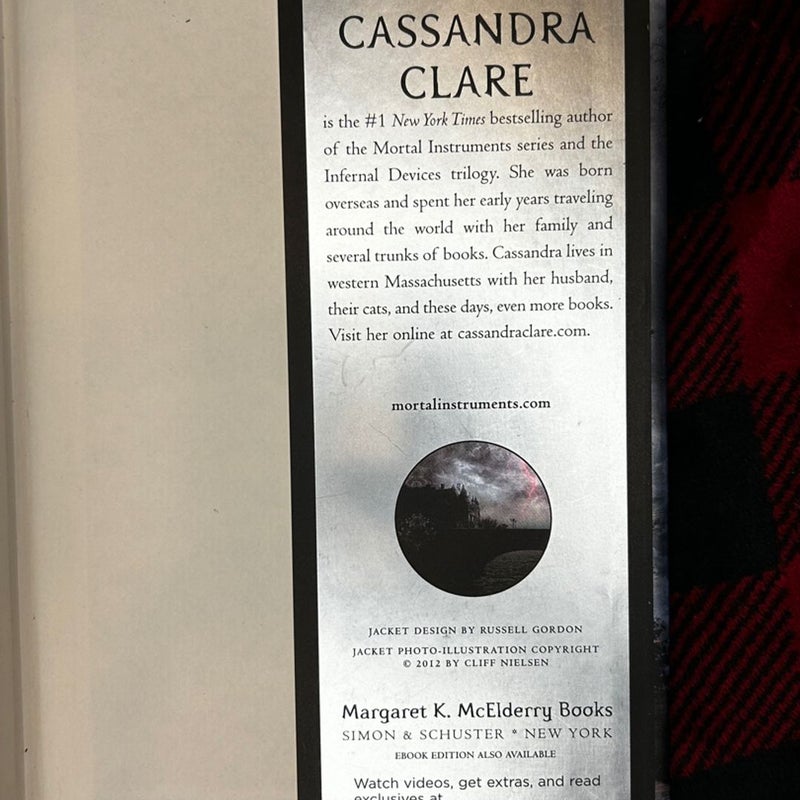 CASSANDRA
CLARE
is the #1 New York Times bestselling author
of the Mortal Instruments series and the
Infernal Devices trilogy. She was born
overseas and spent her early years traveling
around the world with her family and
several trunks of books. Cassandra lives in
western Massachusetts with her husband,
their cats, and these days, even more books.
Visit her online at cassandraclare.com.
mortalinstruments.com
JACKET DESIGN BY RUSSELL GORDON
JACKET PHOTO-ILLUSTRATION COPYRIGHT
© 2012 BY CLIFF NIELSEN
Margaret K. McElderry Books
SIMON & SCHUSTER * NEW YORK
EBOOK EDITION ALSO AVAILABLE
Watch videos, get extras, and read
exclusives at